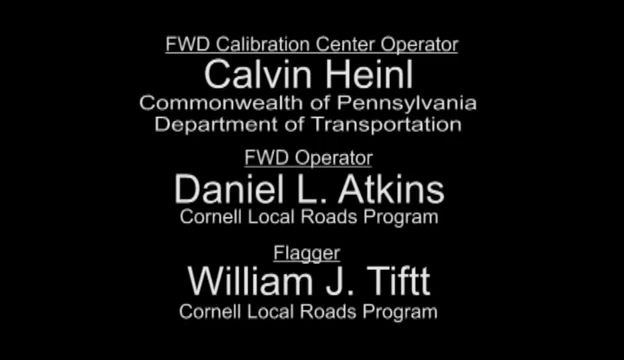 FWD Calibration Center Operator
Calvin Heinl
Commonwealth of Pennsylvania
Department of Transportation
FWD Operator
Daniel L. Atkins
Cornell Local Roads Program
Flagger
William J. Tiftt
Cornell Local Roads Program